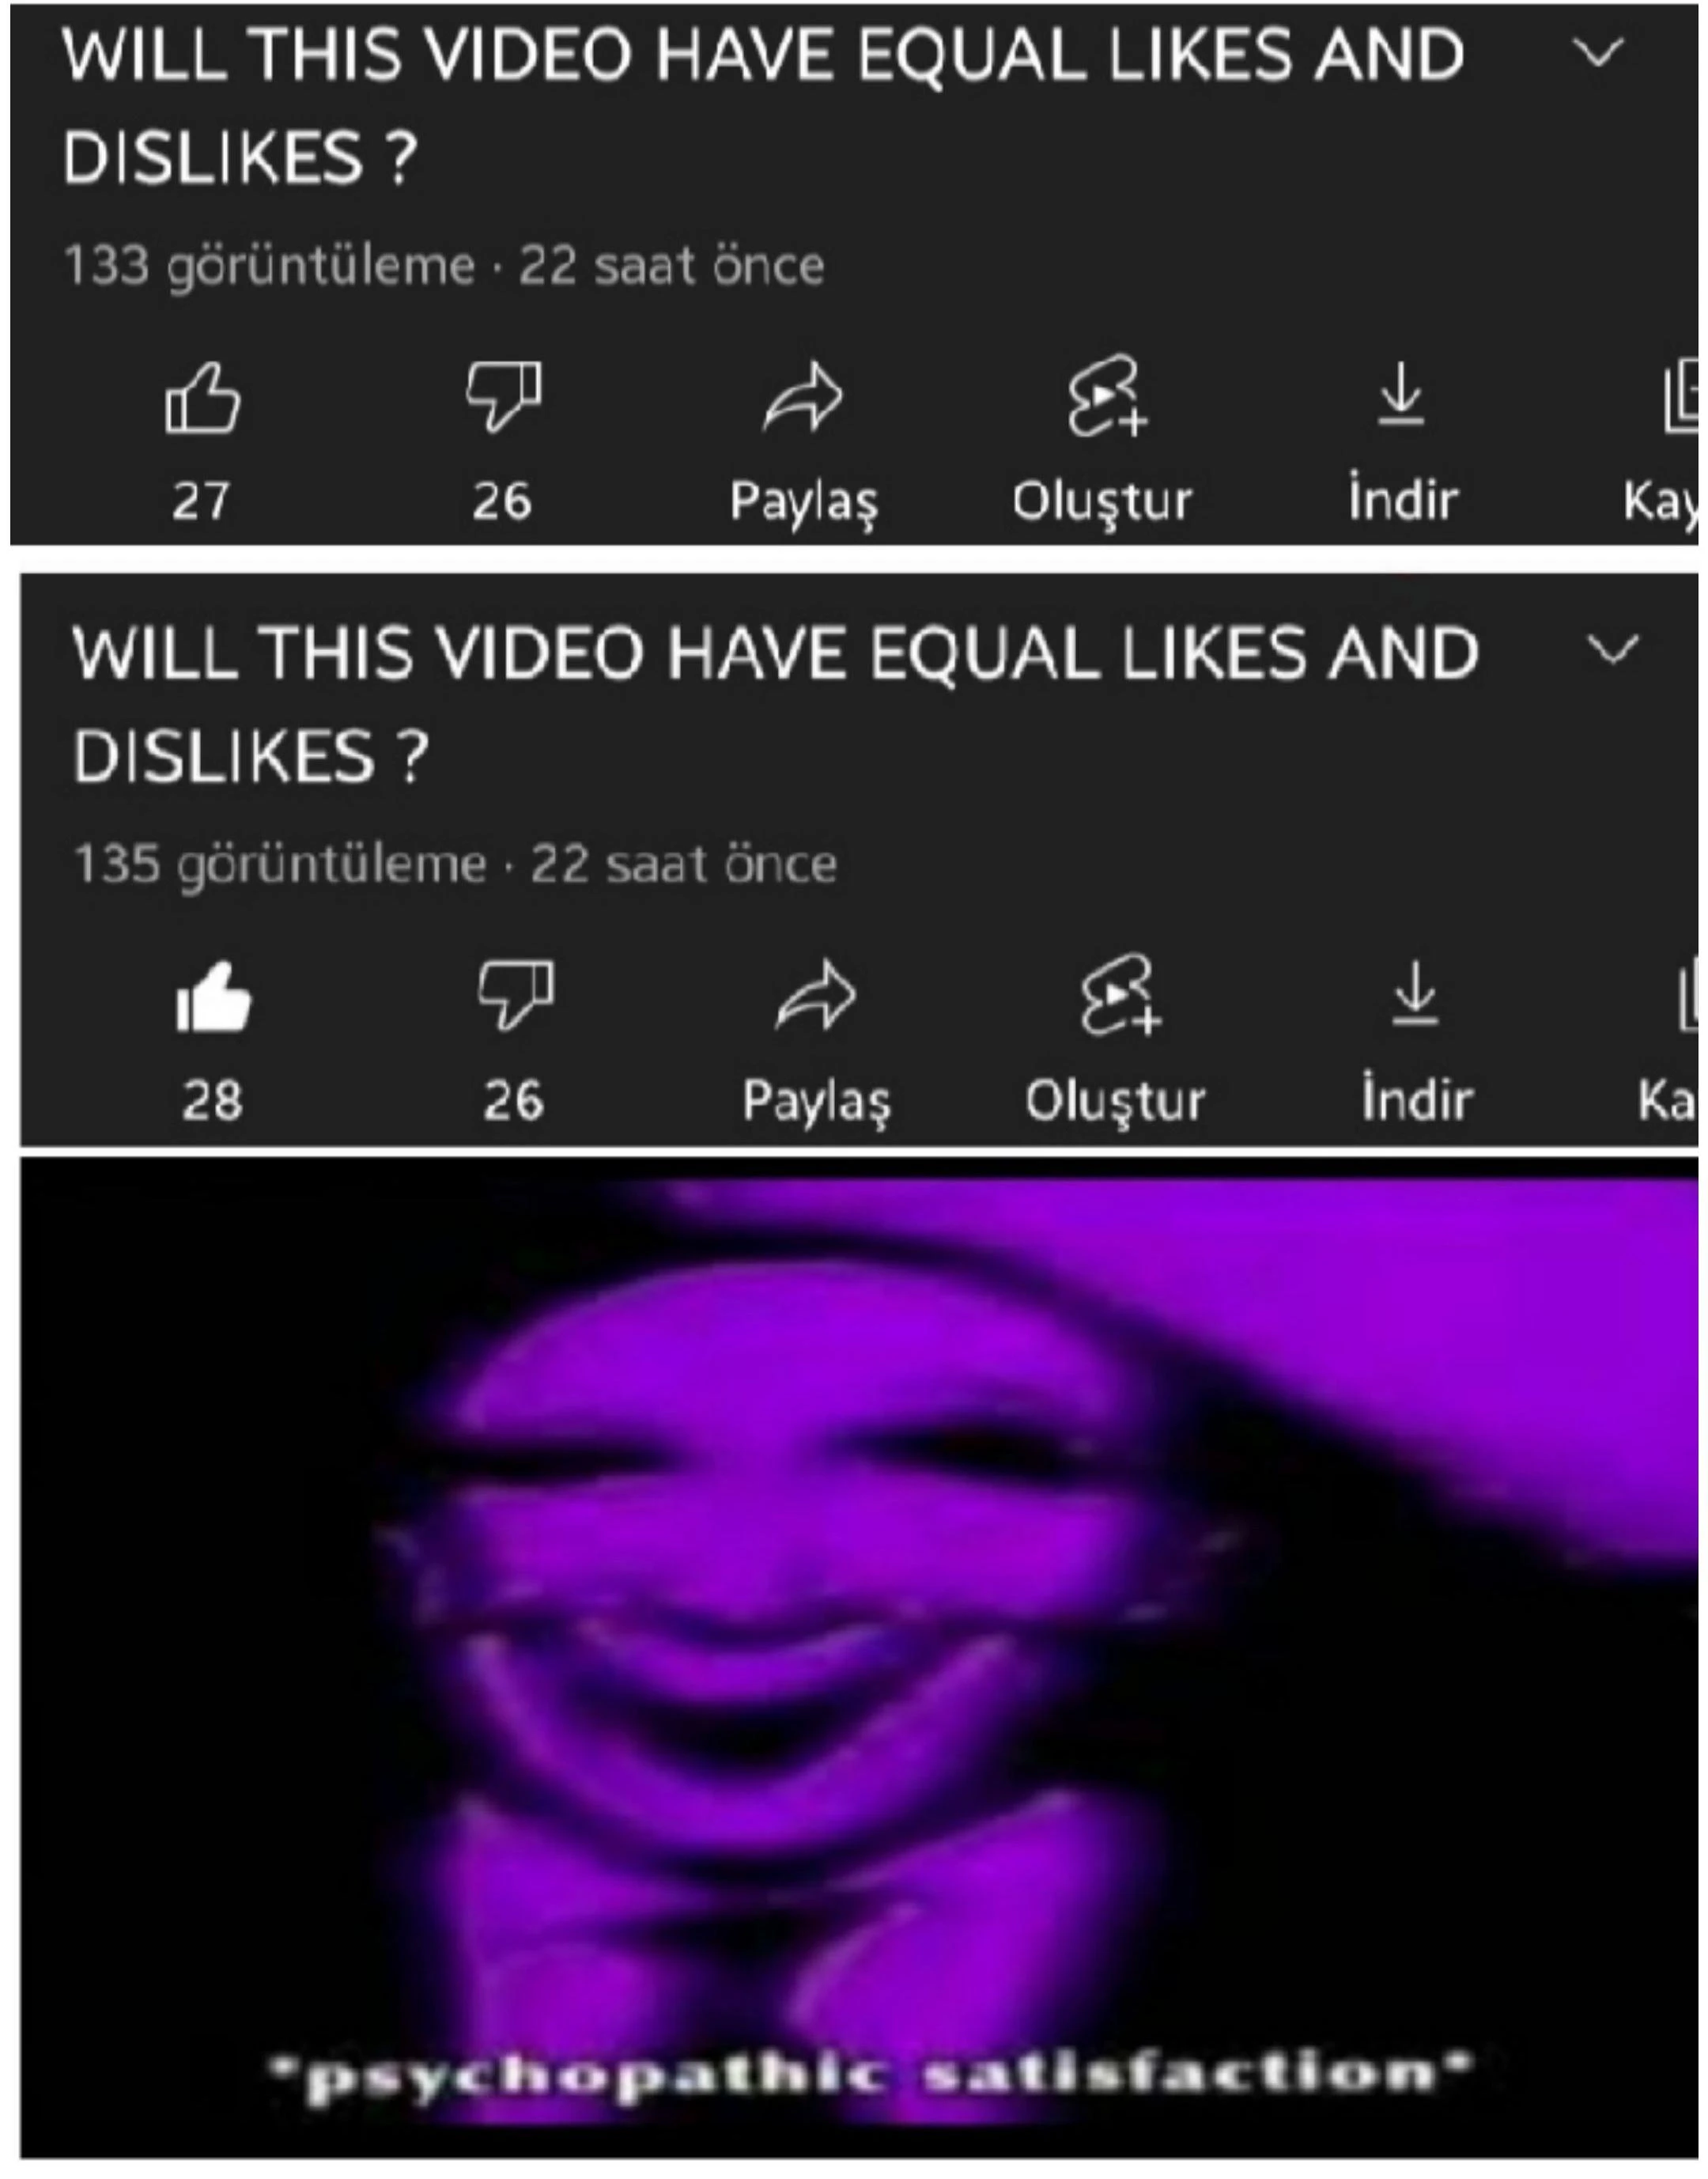 WILL THIS VIDEO HAVE EQUAL LIKES AND
DISLIKES ?
133 görüntüleme · 22 saat önce
27 26 Paylaş Oluştur İndir Kay
WILL THIS VIDEO HAVE EQUAL LIKES AND
DISLIKES ?
135 görüntüleme · 22 saat önce
28 26 Paylaş Oluştur İndir Ka
*psychopathic satisfaction*